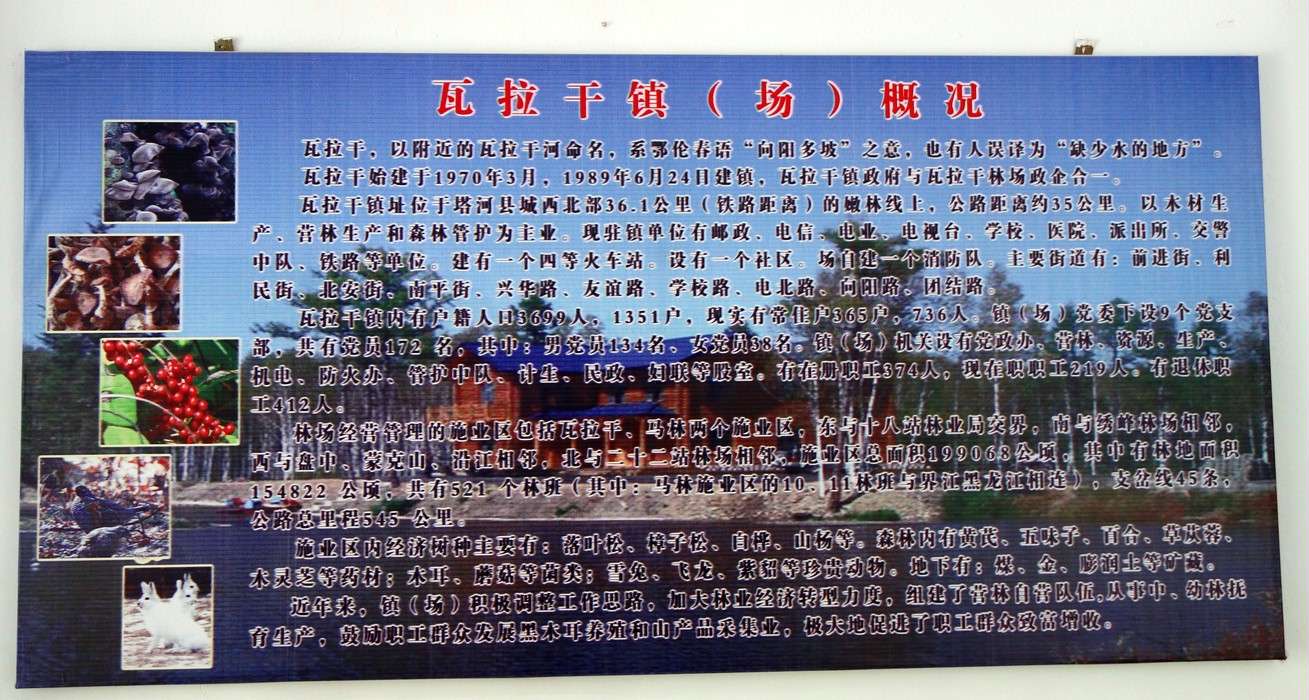 瓦拉干镇（场）概况
瓦拉干，以附近的瓦拉干河命名，系鄂伦春语“向阳多坡”之意，也有人误译为“缺少水的地方”。
瓦拉干始建于1970年3月，1989年6月24日建镇，瓦拉干镇政府与瓦拉干林场政企合一。
瓦拉干镇址位于塔河县城西北部36.1公里（铁路距离）的嫩林线上，公路距离约35公里。以木材生
产、营林生产和森林管护为主业。现驻镇单位有邮政、电信、电业、电视台、学校、医院、派出所、交警
中队、铁路等单位。建有一个四等火车站。设有一个社区。场自建一个消防队。主要街道有：前进街、利
民街、北安街、南平街、兴华路、友谊路、学校路、电北路、向阳路、团结路。
瓦拉干镇内有户籍人口3699人，1351户，现实有常住户365户，736人。镇（场）党委下设9个党支
部，共有党员172 名，其中：男党员134名、女党员38名。镇（场）机关设有党政办、营林、资源、生产、
机电、防火办、管护中队、计生、民政、妇联等股室。有在册职工374人，现在职职工219人。有退休职
工412人。
林场经营管理的施业区包括瓦拉干、马林两个施业区，东与十八站林业局交界，南与绣峰林场相邻，
西与盘中、蒙克山、沿江相邻，北与二十二站林场相邻，施业区总面积199068公顷，其中有林地面积
154822 公顷，共有521 个林班（其中：马林施业区的10、11林班与界江黑龙江相连），支岔线45条，
公路总里程545 公里。
施业区内经济树种主要有：落叶松、樟子松、白桦、山杨等。森林内有黄芪、五味子、百合、草苁蓉、
木灵芝等药材；木耳、蘑菇等菌类；雪兔、飞龙、紫貂等珍贵动物。地下有：煤、金、膨润土等矿藏。
近年来，镇（场）积极调整工作思路，加大林业经济转型力度，组建了营林自营队伍,从事中、幼林抚
育生产，鼓励职工群众发展黑木耳养殖和山产品采集业，极大地促进了职工群众致富增收。